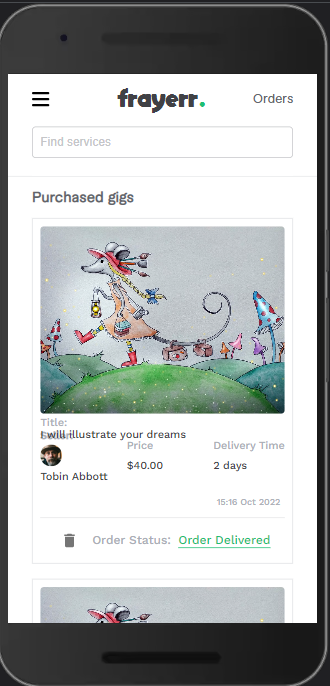 frayerr.
Orders
Find services
Purchased gigs
Title:
I will illustrate your dreams
Seller:
Price
Delivery Time
$40.00
2 days
Tobin Abbott
15:16 Oct 2022
Order Status: Order Delivered